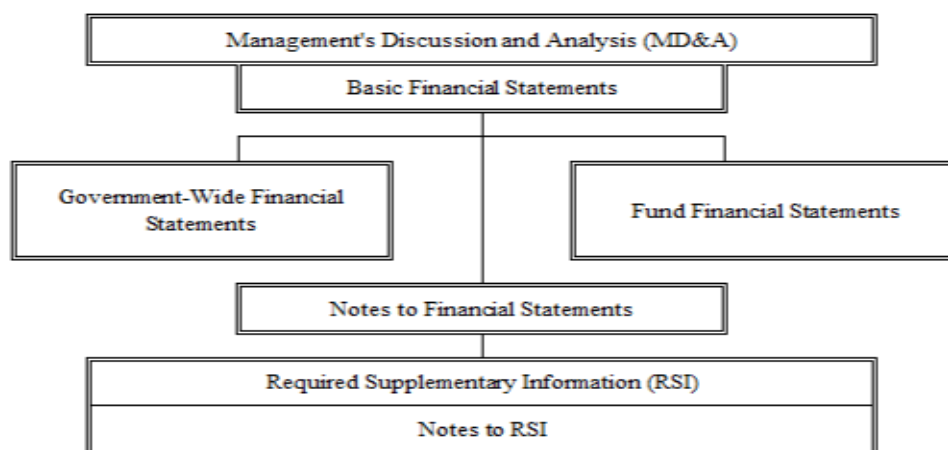 Management's Discussion and Analysis (MD&A)
Basic Financial Statements
Government-Wide Financial
Statements
Fund Financial Statements
Notes to Financial Statements
Required Supplementary Information (RSI)
Notes to RSI